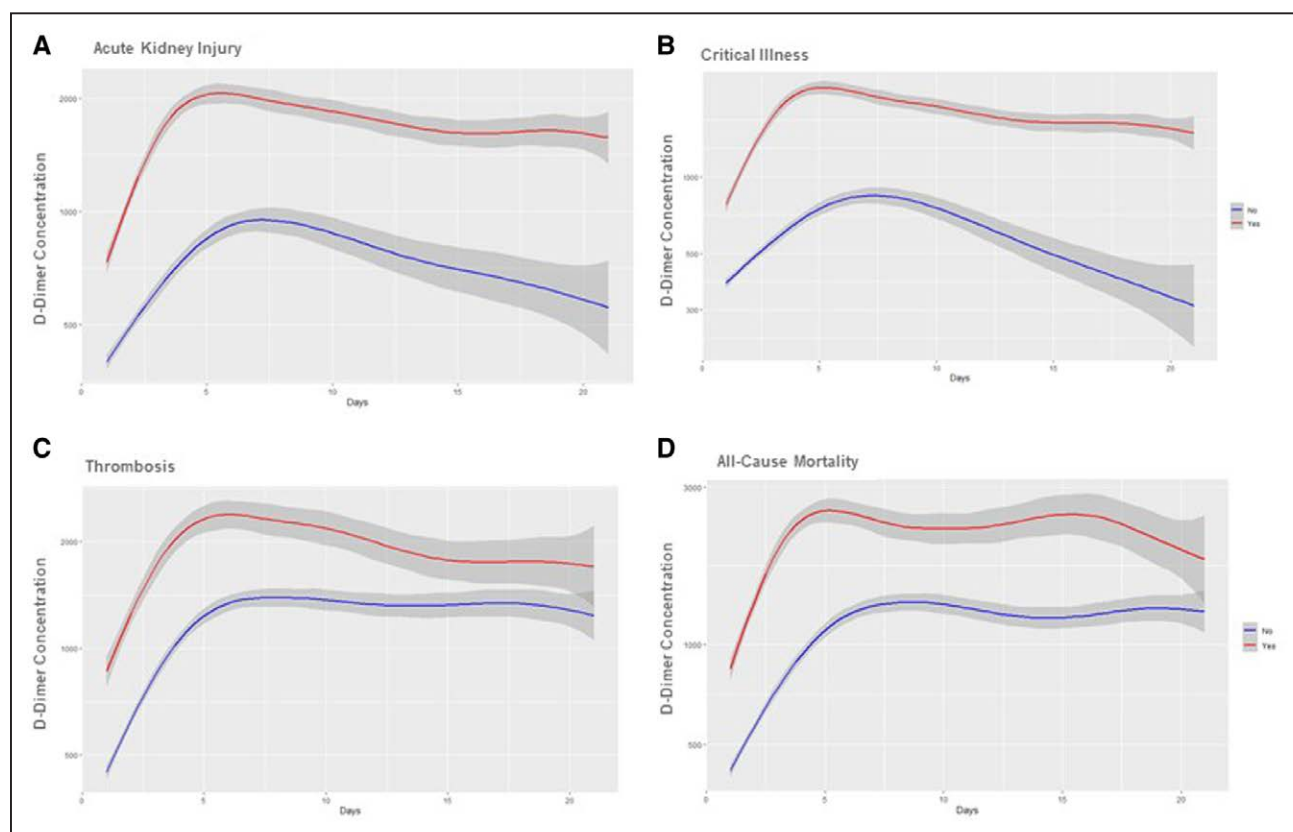 A
Acute Kidney Injury
D-Dimer Concentration
2000
1000
500
0 5 10 15 20
Days
B
Critical Illness
D-Dimer Concentration
1000
500
300
0 5 10 15 20
Days
No
Yes
C
Thrombosis
D-Dimer Concentration
2000
1000
500
0 5 10 15 20
Days
D
All-Cause Mortality
D-Dimer Concentration
3000
1000
500
0 5 10 15 20
Days
No
Yes